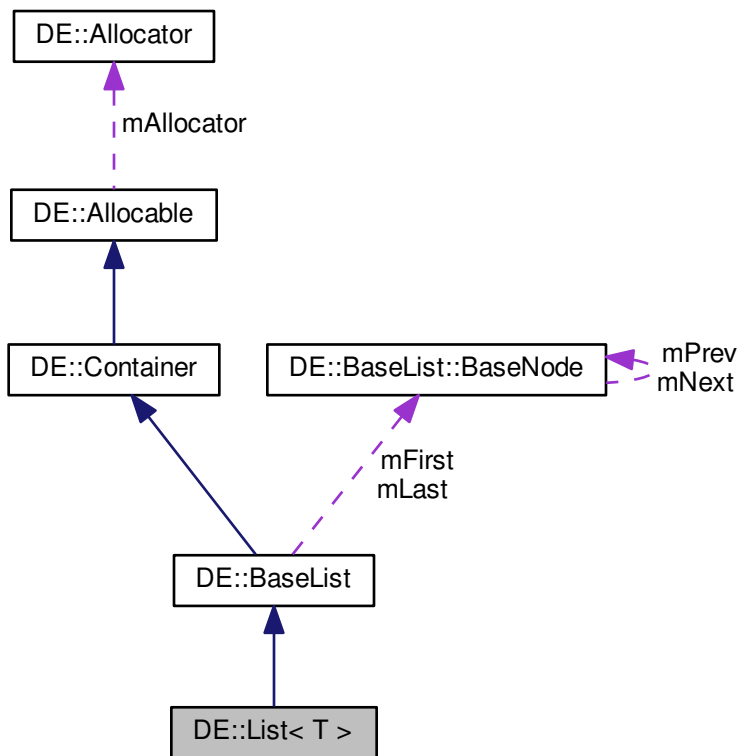 DE::Allocator
mAllocator
DE::Allocable
DE::Container
DE::BaseList::BaseNode
mPrev
mNext
mFirst
mLast
DE::BaseList
DE::List< T >